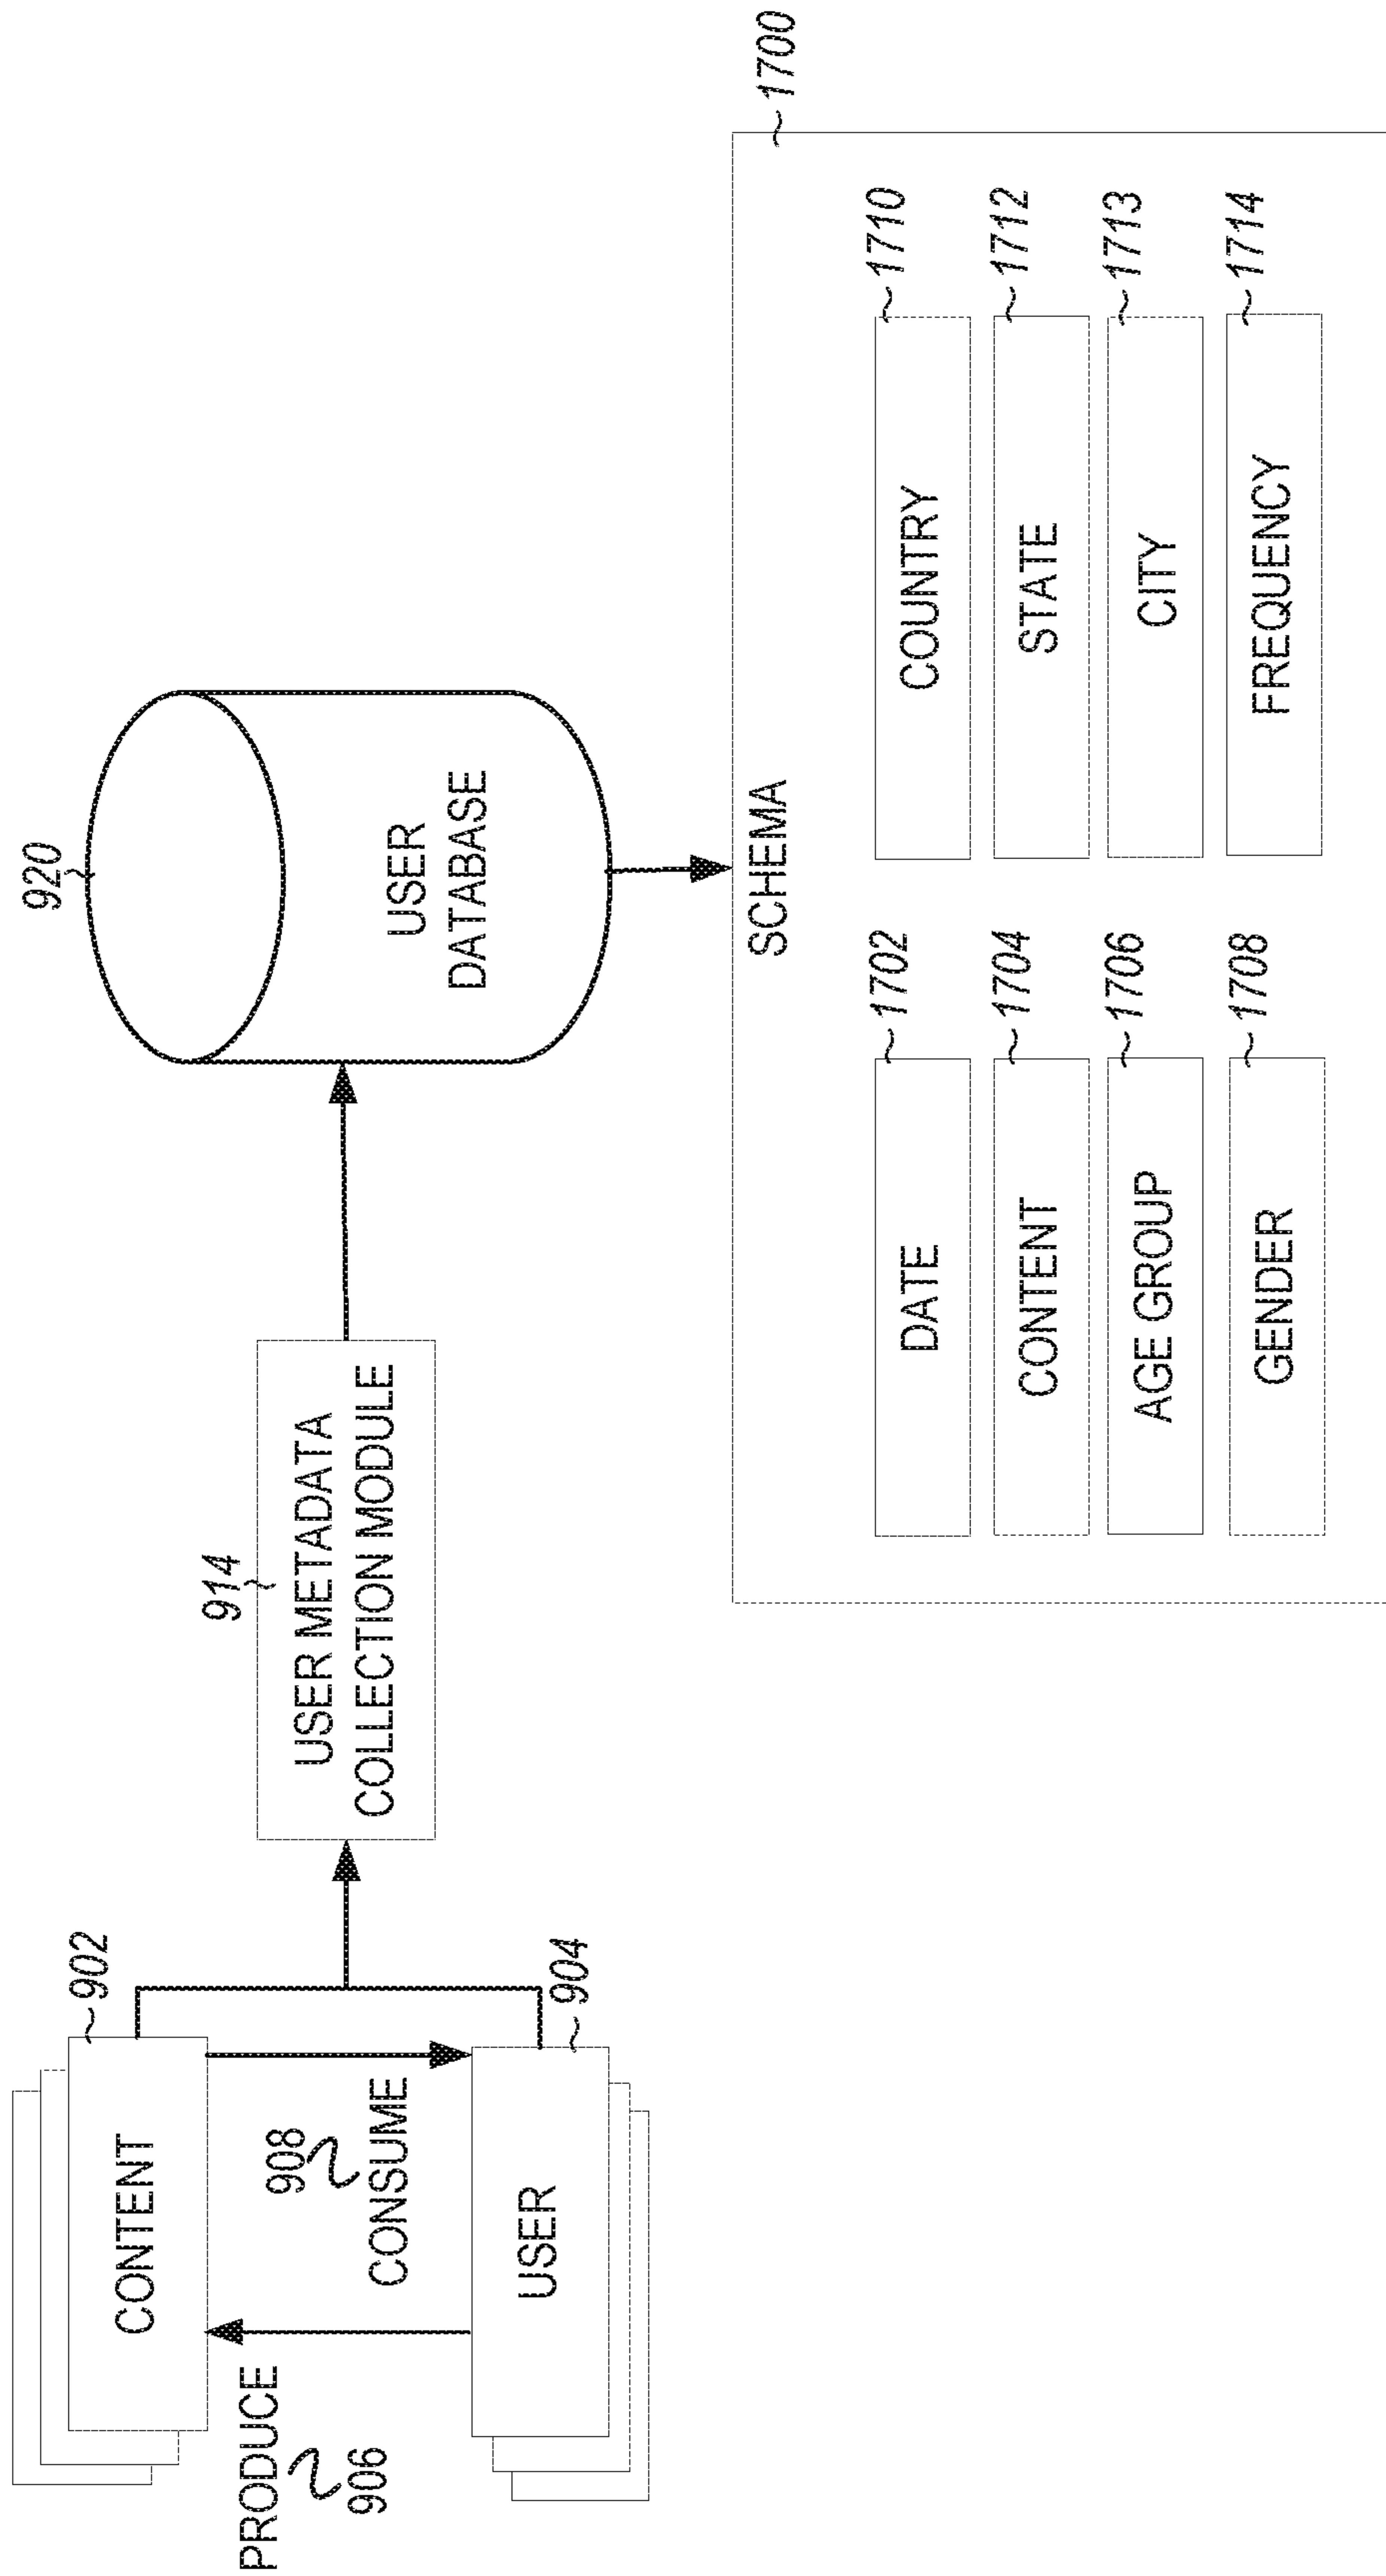 CONTENT
902
PRODUCE
906
908
CONSUME
USER
904
914
USER METADATA
COLLECTION MODULE
920
USER
DATABASE
SCHEMA
1700
DATE
1702
CONTENT
1704
AGE GROUP
1706
GENDER
1708
COUNTRY
1710
STATE
1712
CITY
1713
FREQUENCY
1714